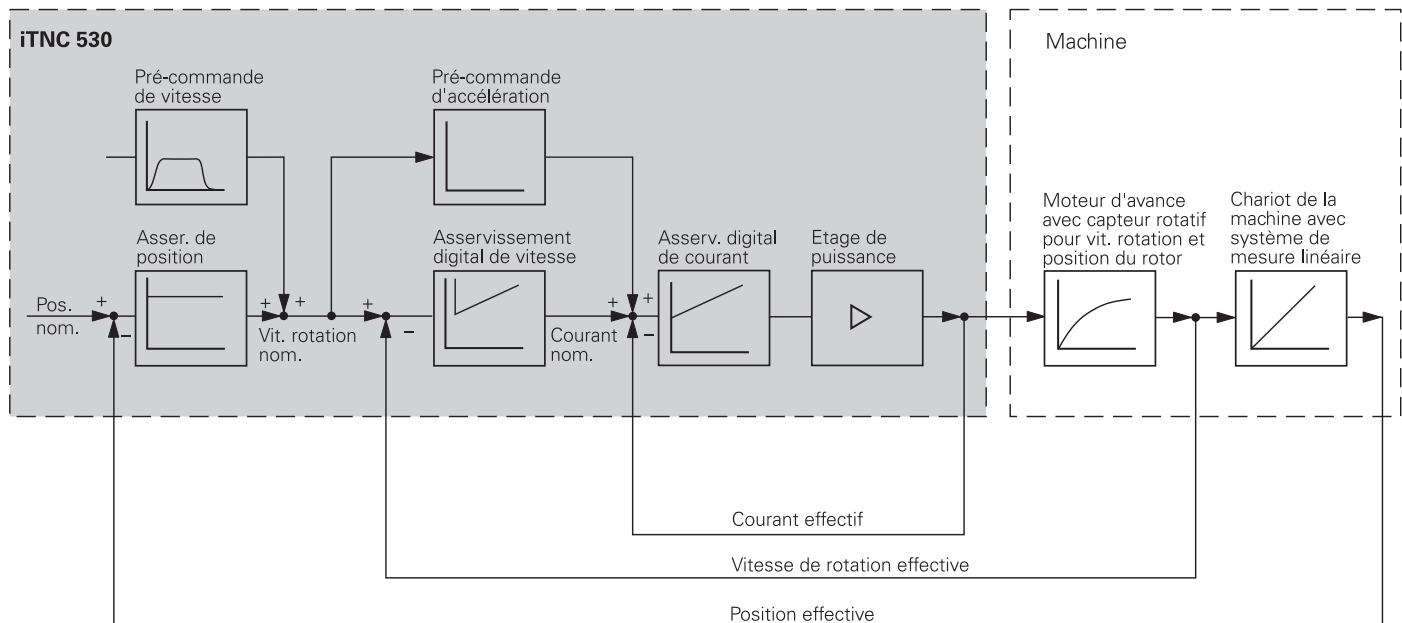 iTNC 530
Machine
Pré-commande
de vitesse
Pré-commande
d'accélération
Asser. de
position
Asservissement
digital de vitesse
Asserv. digital
de courant
Etage de
puissance
Moteur d'avance
avec capteur rotatif
pour vit. rotation et
position du rotor
Chariot de la
machine avec
système de
mesure linéaire
Pos.
nom.
+
–
+
+
Vit. rotation
nom.
+
–
Courant
nom.
+
+
–
Courant effectif
Vitesse de rotation effective
Position effective